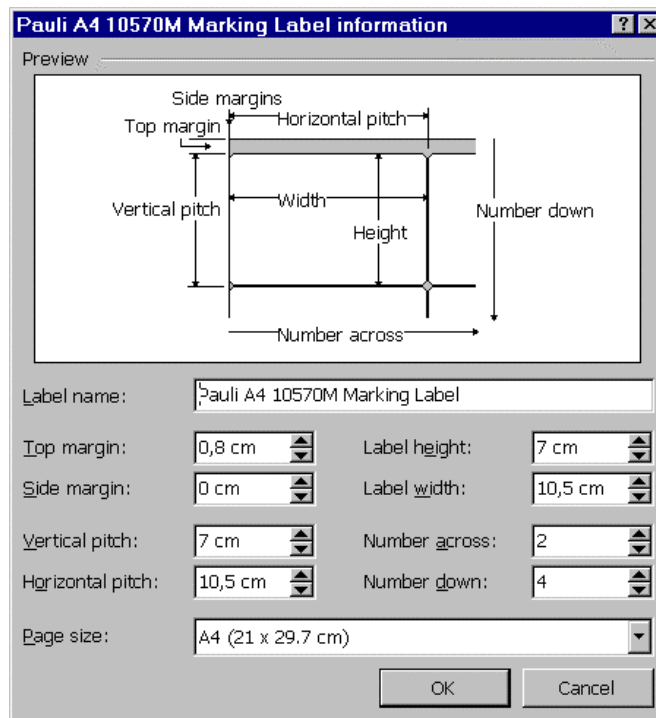 Pauli A4 10570M Marking Label information
Preview
Side margins
Top margin
Horizontal pitch
Vertical pitch
Width
Number down
Height
Number across
Label name: Pauli A4 10570M Marking Label
Top margin: 0,8 cm Label height: 7 cm
Side margin: 0 cm Label width: 10,5 cm
Vertical pitch: 7 cm Number across: 2
Horizontal pitch: 10,5 cm Number down: 4
Page size: A4 (21 x 29.7 cm)
OK Cancel